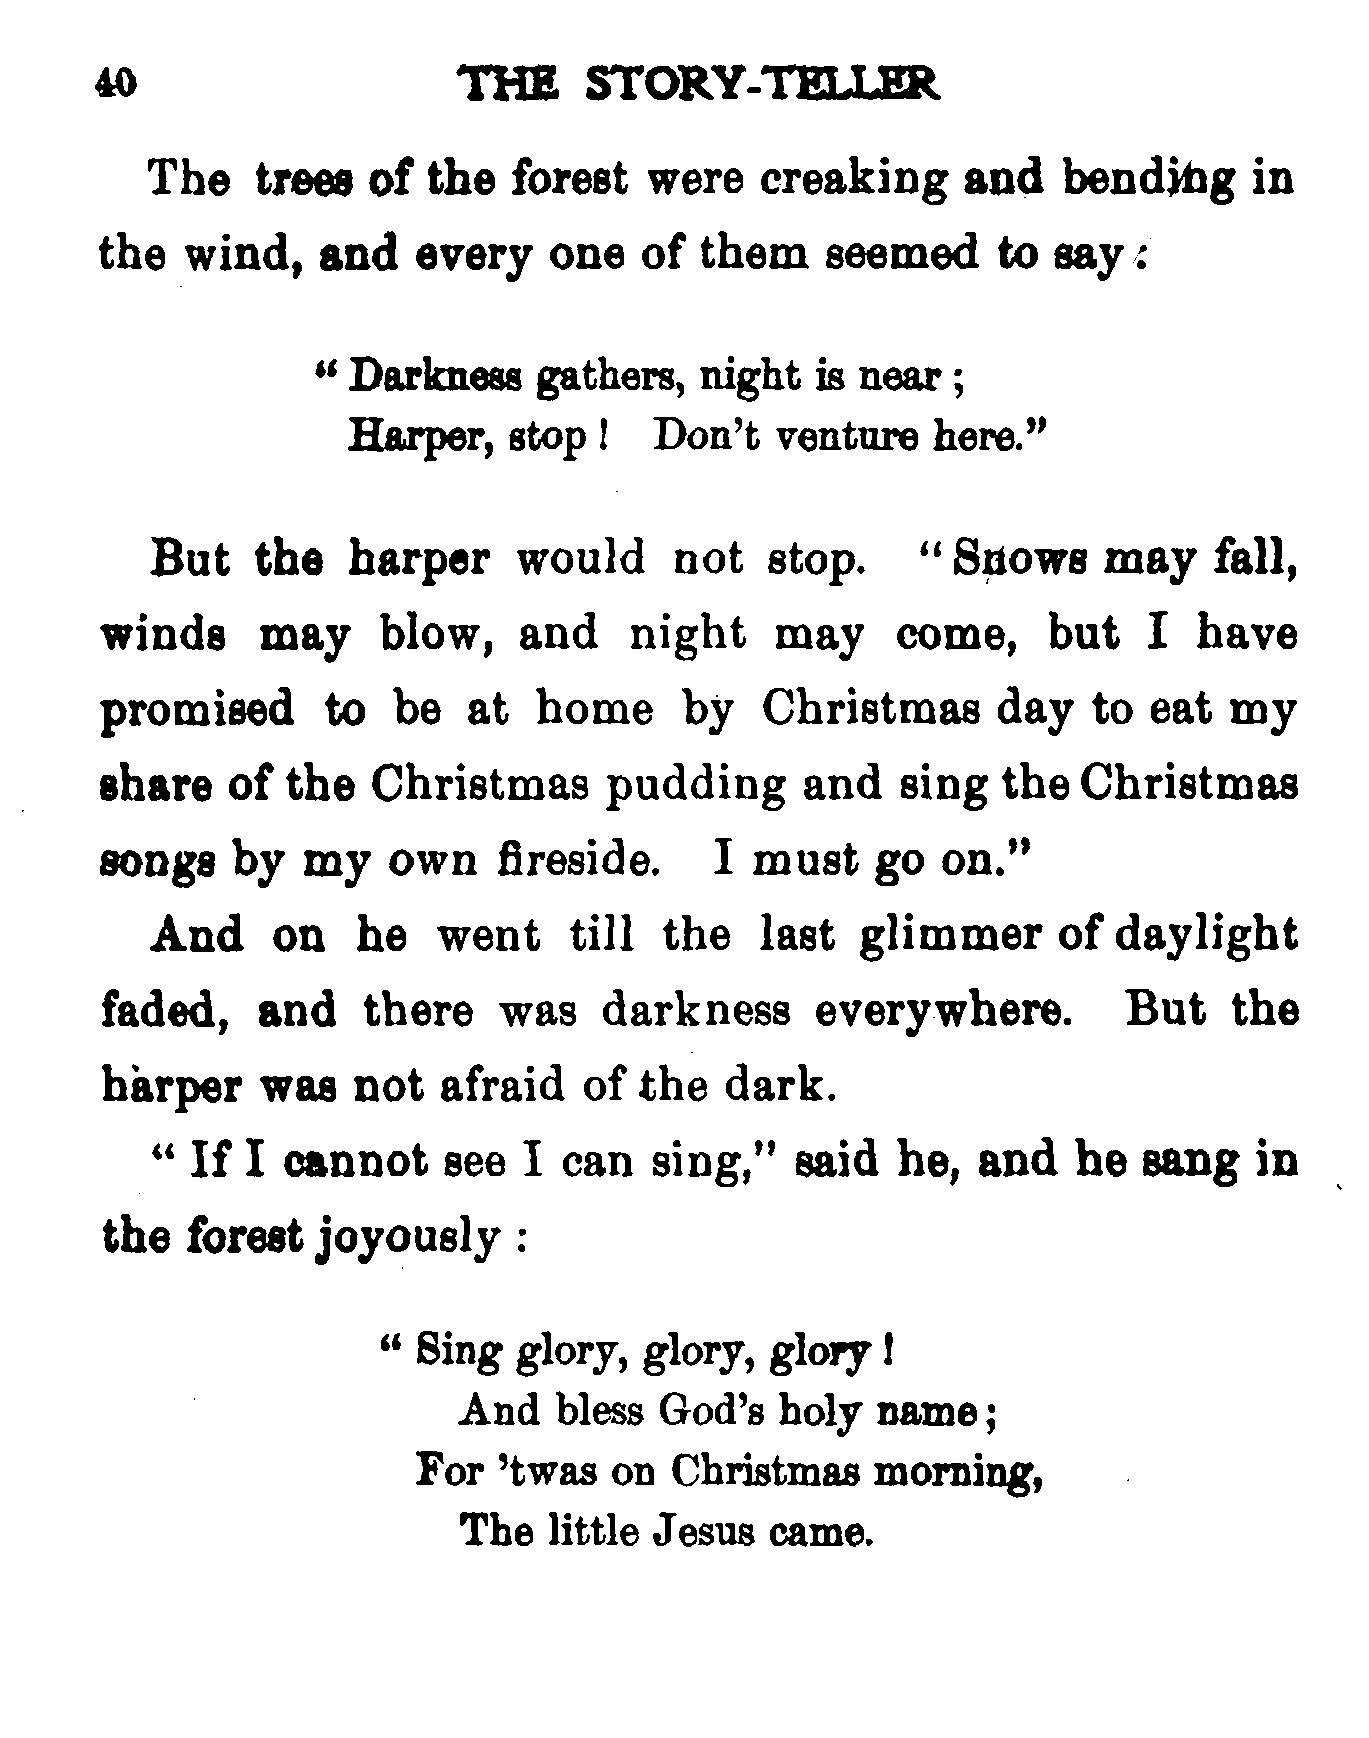 40 THE STORY-TELLER
The trees of the forest were creaking and bending in
the wind, and every one of them seemed to say:
"Darkness gathers, night is near;
Harper, stop! Don't venture here."
But the harper would not stop. "Snows may fall,
winds may blow, and night may come, but I have
promised to be at home by Christmas day to eat my
share of the Christmas pudding and sing the Christmas
songs by my own fireside. I must go on."
And on he went till the last glimmer of daylight
faded, and there was darkness everywhere. But the
harper was not afraid of the dark.
"If I cannot see I can sing," said he, and he sang in
the forest joyously:
"Sing glory, glory, glory!
And bless God's holy name;
For 'twas on Christmas morning,
The little Jesus came.